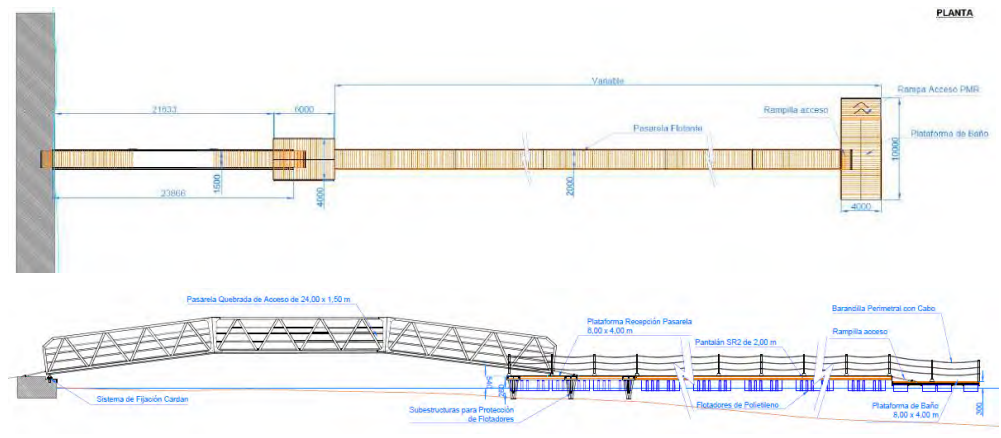 PLANTA
Variable
21633
6000
Rampa Acceso PMR
Rampilla acceso
Pasarela Flotante
Plataforma de Baño
1500
4000
2000
10000
23866
4000
Pasarela Quebrada de Acceso de 24,00 x 1,50 m
Barandilla Perimetral con Cabo
Plataforma Recepción Pasarela
8,00 x 4,00 m
Rampilla acceso
Pantalán SR2 de 2,00 m
Sistema de Fijación Cardan
Subestructuras para Protección
de Flotadores
Flotadores de Polietileno
Plataforma de Baño
8,00 x 4,00 m
300